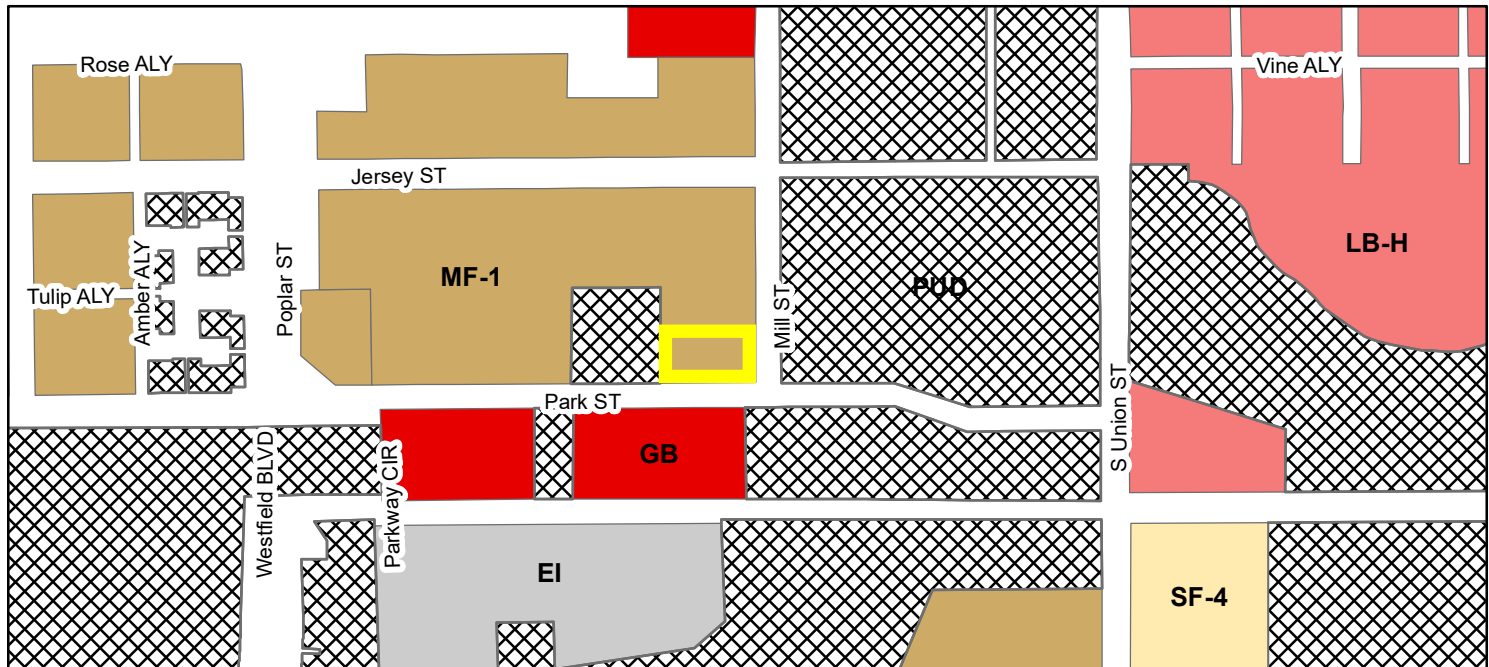 Rose ALY
Vine ALY
Jersey ST
Amber ALY
Poplar ST
MF-1
LB-H
Tulip ALY
Mill ST
PUD
Park ST
S Union ST
Westfield BLVD
Parkway CIR
GB
EI
SF-4